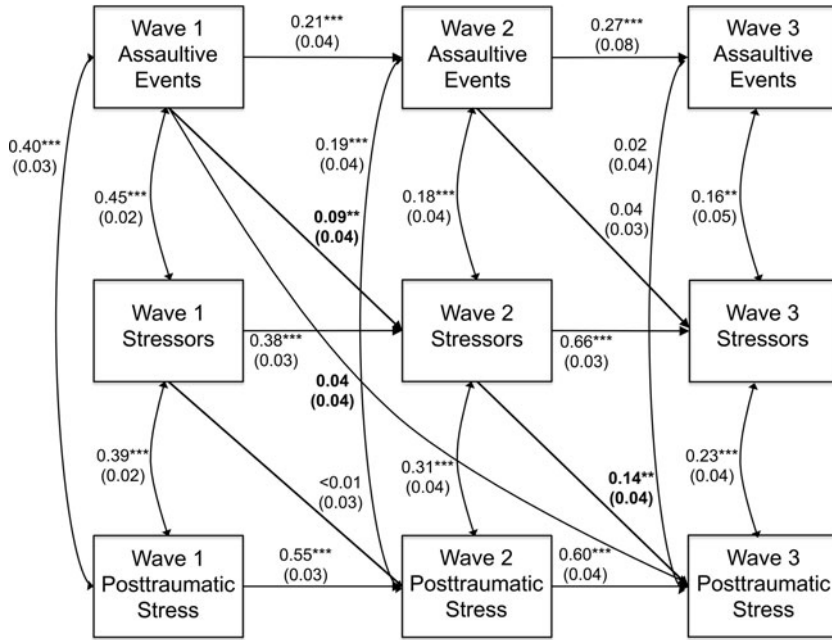 Wave 1
Assaultive
Events
0.21***
(0.04)
Wave 2
Assaultive
Events
0.27***
(0.08)
Wave 3
Assaultive
Events
0.40***
(0.03)
0.45***
(0.02)
0.19***
(0.04)
0.09**
(0.04)
0.18***
(0.04)
0.02
(0.04)
0.04
(0.03)
0.16**
(0.05)
Wave 1
Stressors
0.38***
(0.03)
Wave 2
Stressors
0.66***
(0.03)
Wave 3
Stressors
0.04
(0.04)
0.39***
(0.02)
<0.01
(0.03)
0.31***
(0.04)
0.14**
(0.04)
0.23***
(0.04)
Wave 1
Posttraumatic
Stress
0.55***
(0.03)
Wave 2
Posttraumatic
Stress
0.60***
(0.04)
Wave 3
Posttraumatic
Stress